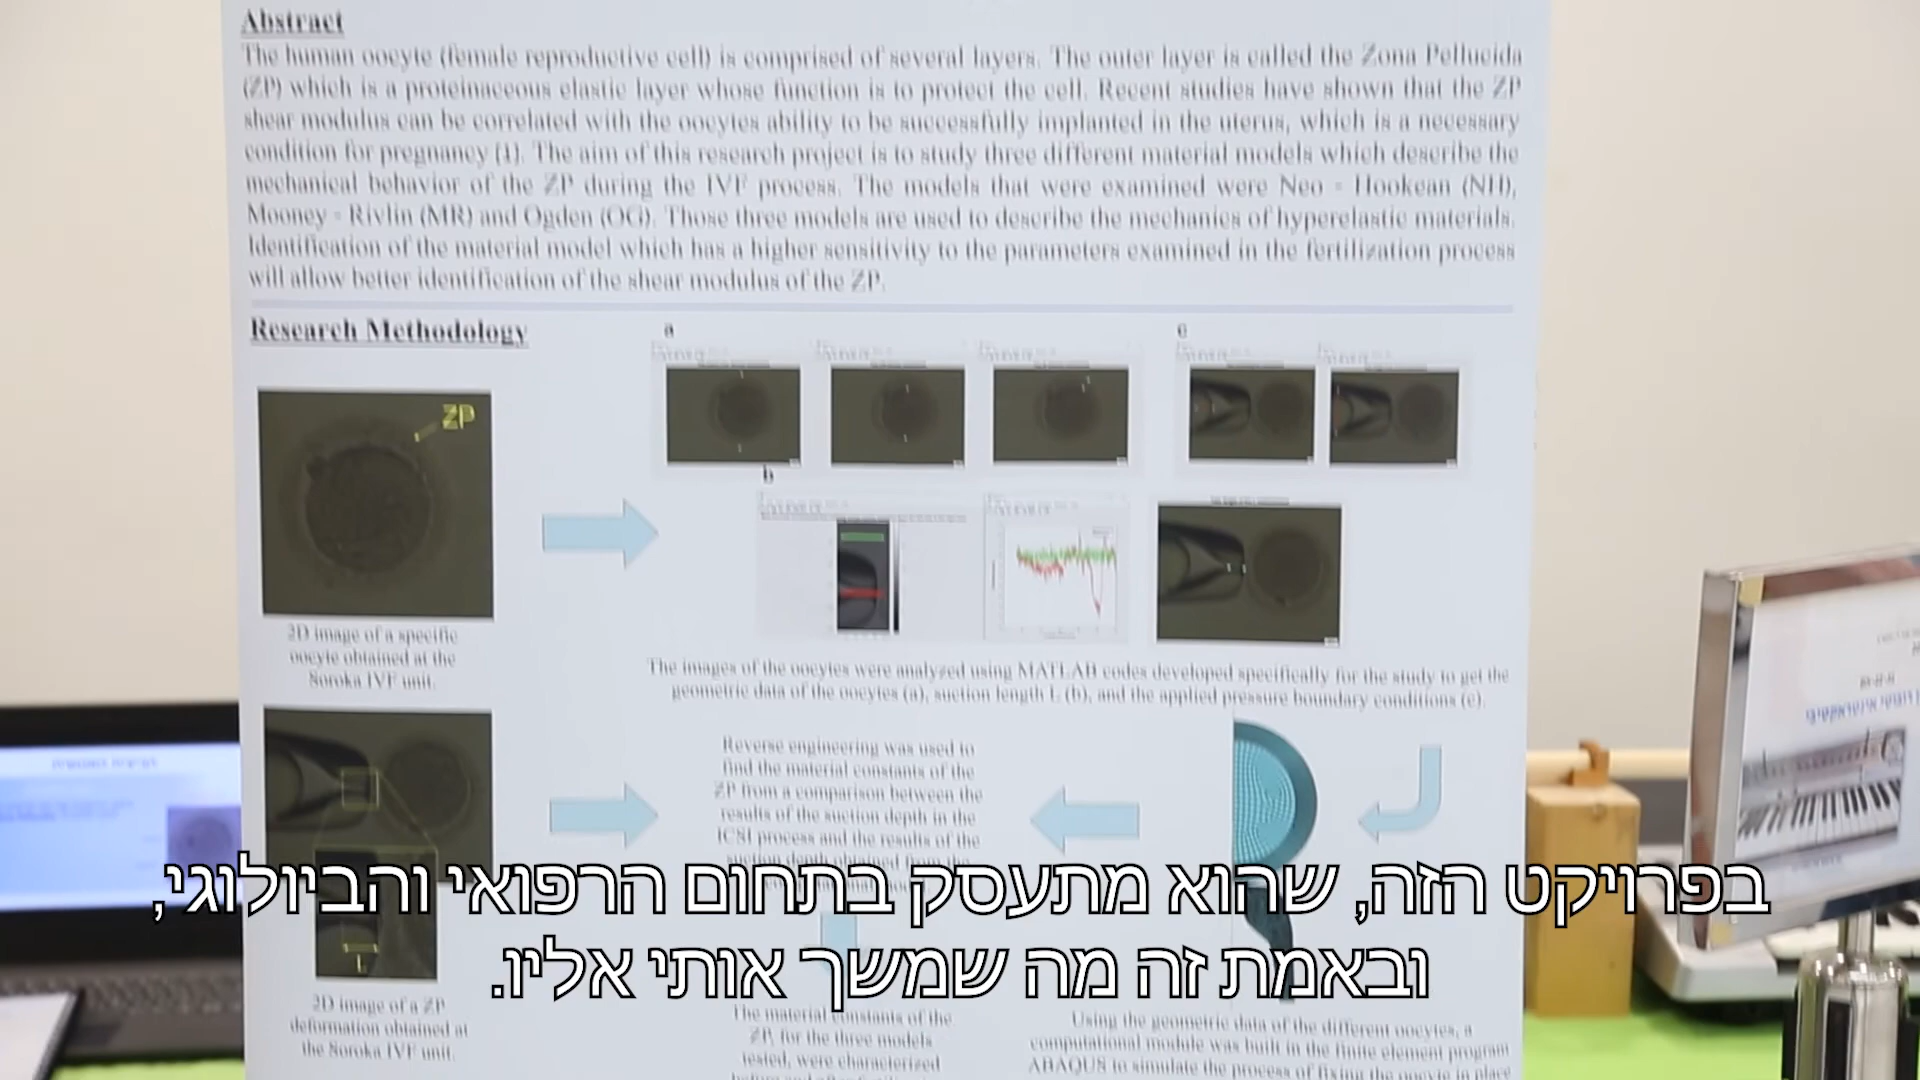 Abstract
The human oocyte (female reproductive cell) is comprised of several layers. The outer layer is called the Zona Pellucida
(ZP) which is a proteinaceous elastic layer whose function is to protect the cell. Recent studies have shown that the ZP
shear modulus can be correlated with the oocytes ability to be successfully implanted in the uterus, which is a necessary
condition for pregnancy (1). The aim of this research project is to study three different material models which describe the
mechanical behavior of the ZP during the IVF process. The models that were examined were Neo - Hookean (NH),
Mooney - Rivlin (MR) and Ogden (OG). Those three models are used to describe the mechanics of hyperelastic materials.
Identification of the material model which has a higher sensitivity to the parameters examined in the fertilization process
will allow better identification of the shear modulus of the ZP.
Research Methodology
a
c
ZP
b
2D image of a specific
oocyte obtained at the
Soroka IVF unit.
The images of the oocytes were analyzed using MATLAB codes developed specifically for the study to get the
geometric data of the oocytes (a), suction length L (b), and the applied pressure boundary conditions (c).
Reverse engineering was used to
find the material constants of the
ZP from a comparison between the
results of the suction depth in the
ICSI process and the results of the
suction depth obtained from the
L
2D image of a ZP
deformation obtained at
the Soroka IVF unit.
The material constants of the
ZP, for the three models
tested, were characterized
Using the geometric data of the different oocytes, a
computational module was built in the finite element program
ABAQUS to simulate the process of fixing the oocyte in place
בפרויקט הזה, שהוא מתעסק בתחום הרפואי והביולוגי,
ובאמת זה מה שמשך אותי אליו.